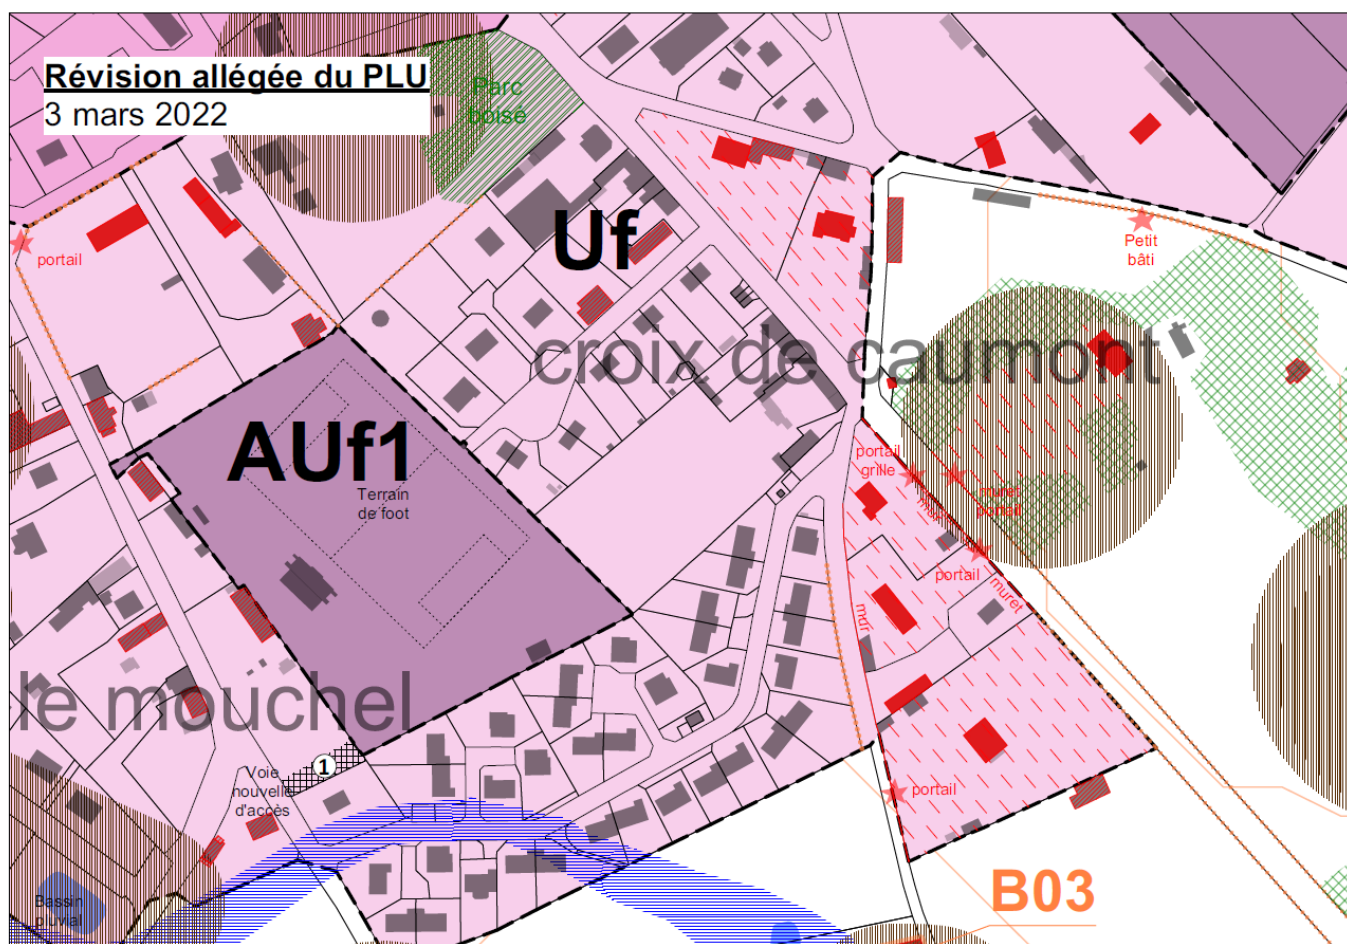 Révision allégée du PLU
3 mars 2022
Parc
boisé
Uf
portail
Petit
bâti
croix de caumont
AUf1
Terrain
de foot
portail
grille
muret
portail
mur
portail
muret
mur
le mouchel
1
Voie
nouvelle
d'accès
portail
B03
Bassin
pluvial